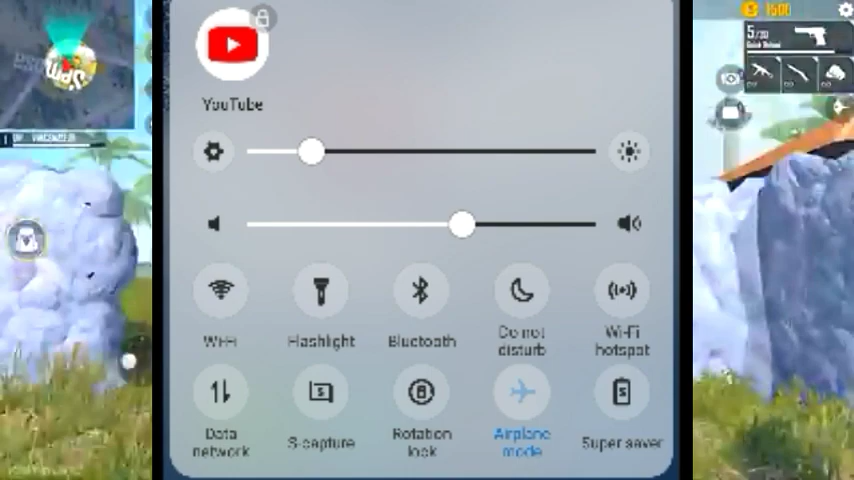 1500
5/20
YouTube
Wi-Fi
Flashlight
Bluetooth
Do not
disturb
Wi-Fi
hotspot
Data
network
S-capture
Rotation
lock
Airplane
mode
Super saver